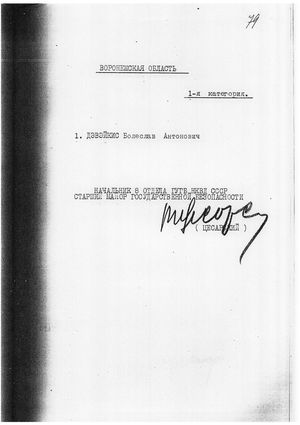 79
ВОРОНЕЖСКАЯ ОБЛАСТЬ
1-я категория.
1. ДЭВЭЙКИС Болеслав Антонович
НАЧАЛЬНИК 8 ОТДЕЛА ГУГБ НКВД СССР
СТАРШИЙ МАЙОР ГОСУДАРСТВЕННОЙ БЕЗОПАСНОСТИ
( ЦЕСАРСКИЙ )